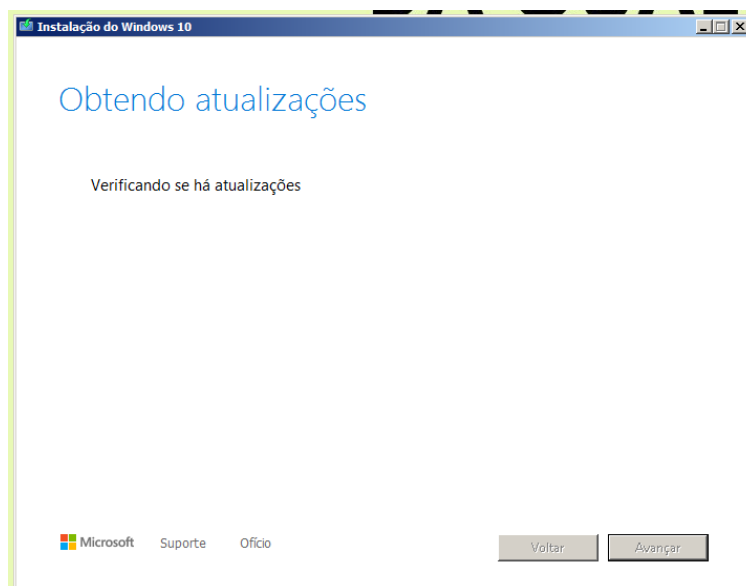 Instalação do Windows 10
Obtendo atualizações
Verificando se há atualizações
Microsoft Suporte Ofício
Voltar Avançar